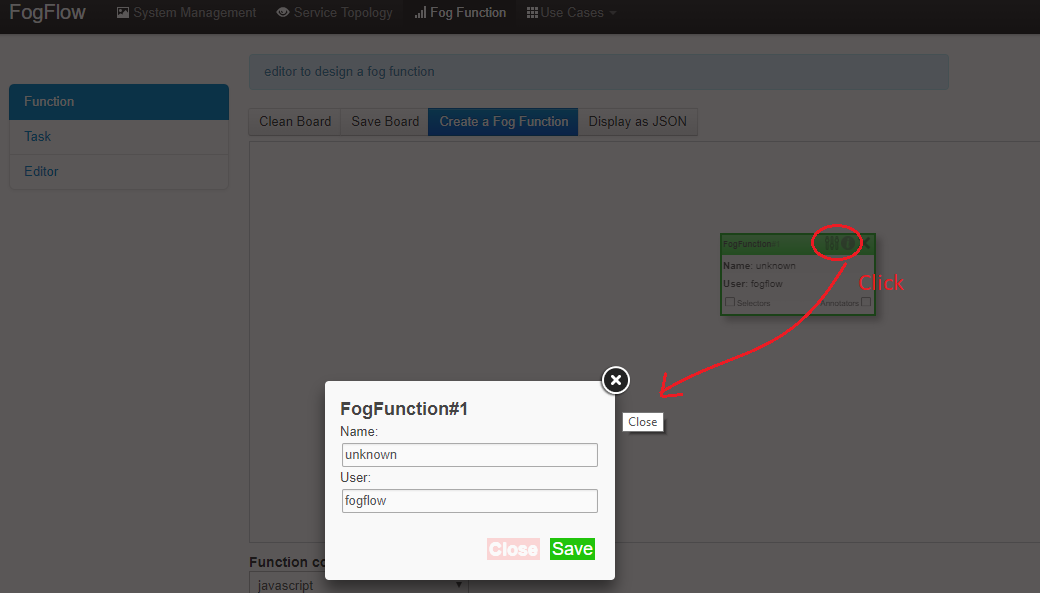 FogFlow System Management Service Topology Fog Function Use Cases
editor to design a fog function
Function
Task
Editor
Clean Board Save Board Create a Fog Function Display as JSON
FogFunction#1
Name: unknown
User: fogflow
Selectors Annotators
Click
Close
FogFunction#1
Name:
unknown
User:
fogflow
Close Save
Function co
javascript